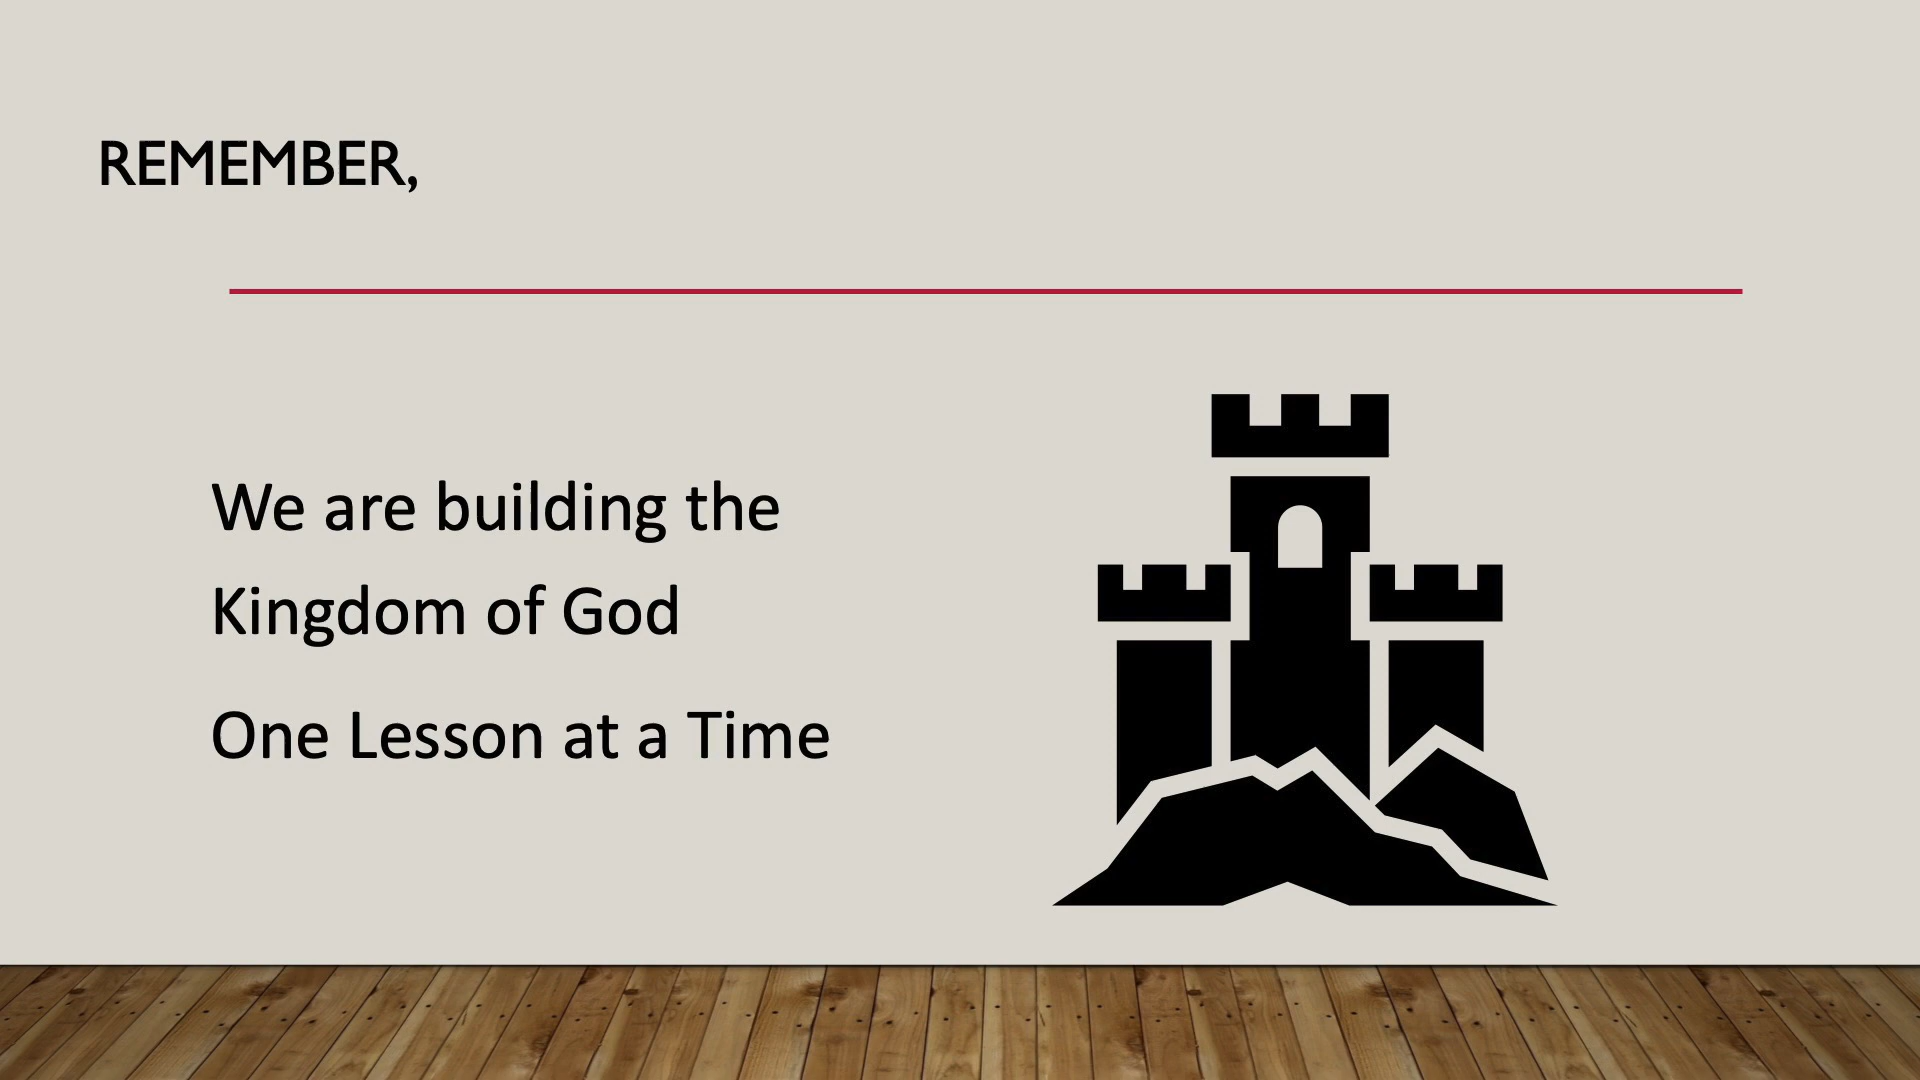 REMEMBER,
We are building the
Kingdom of God
One Lesson at a Time